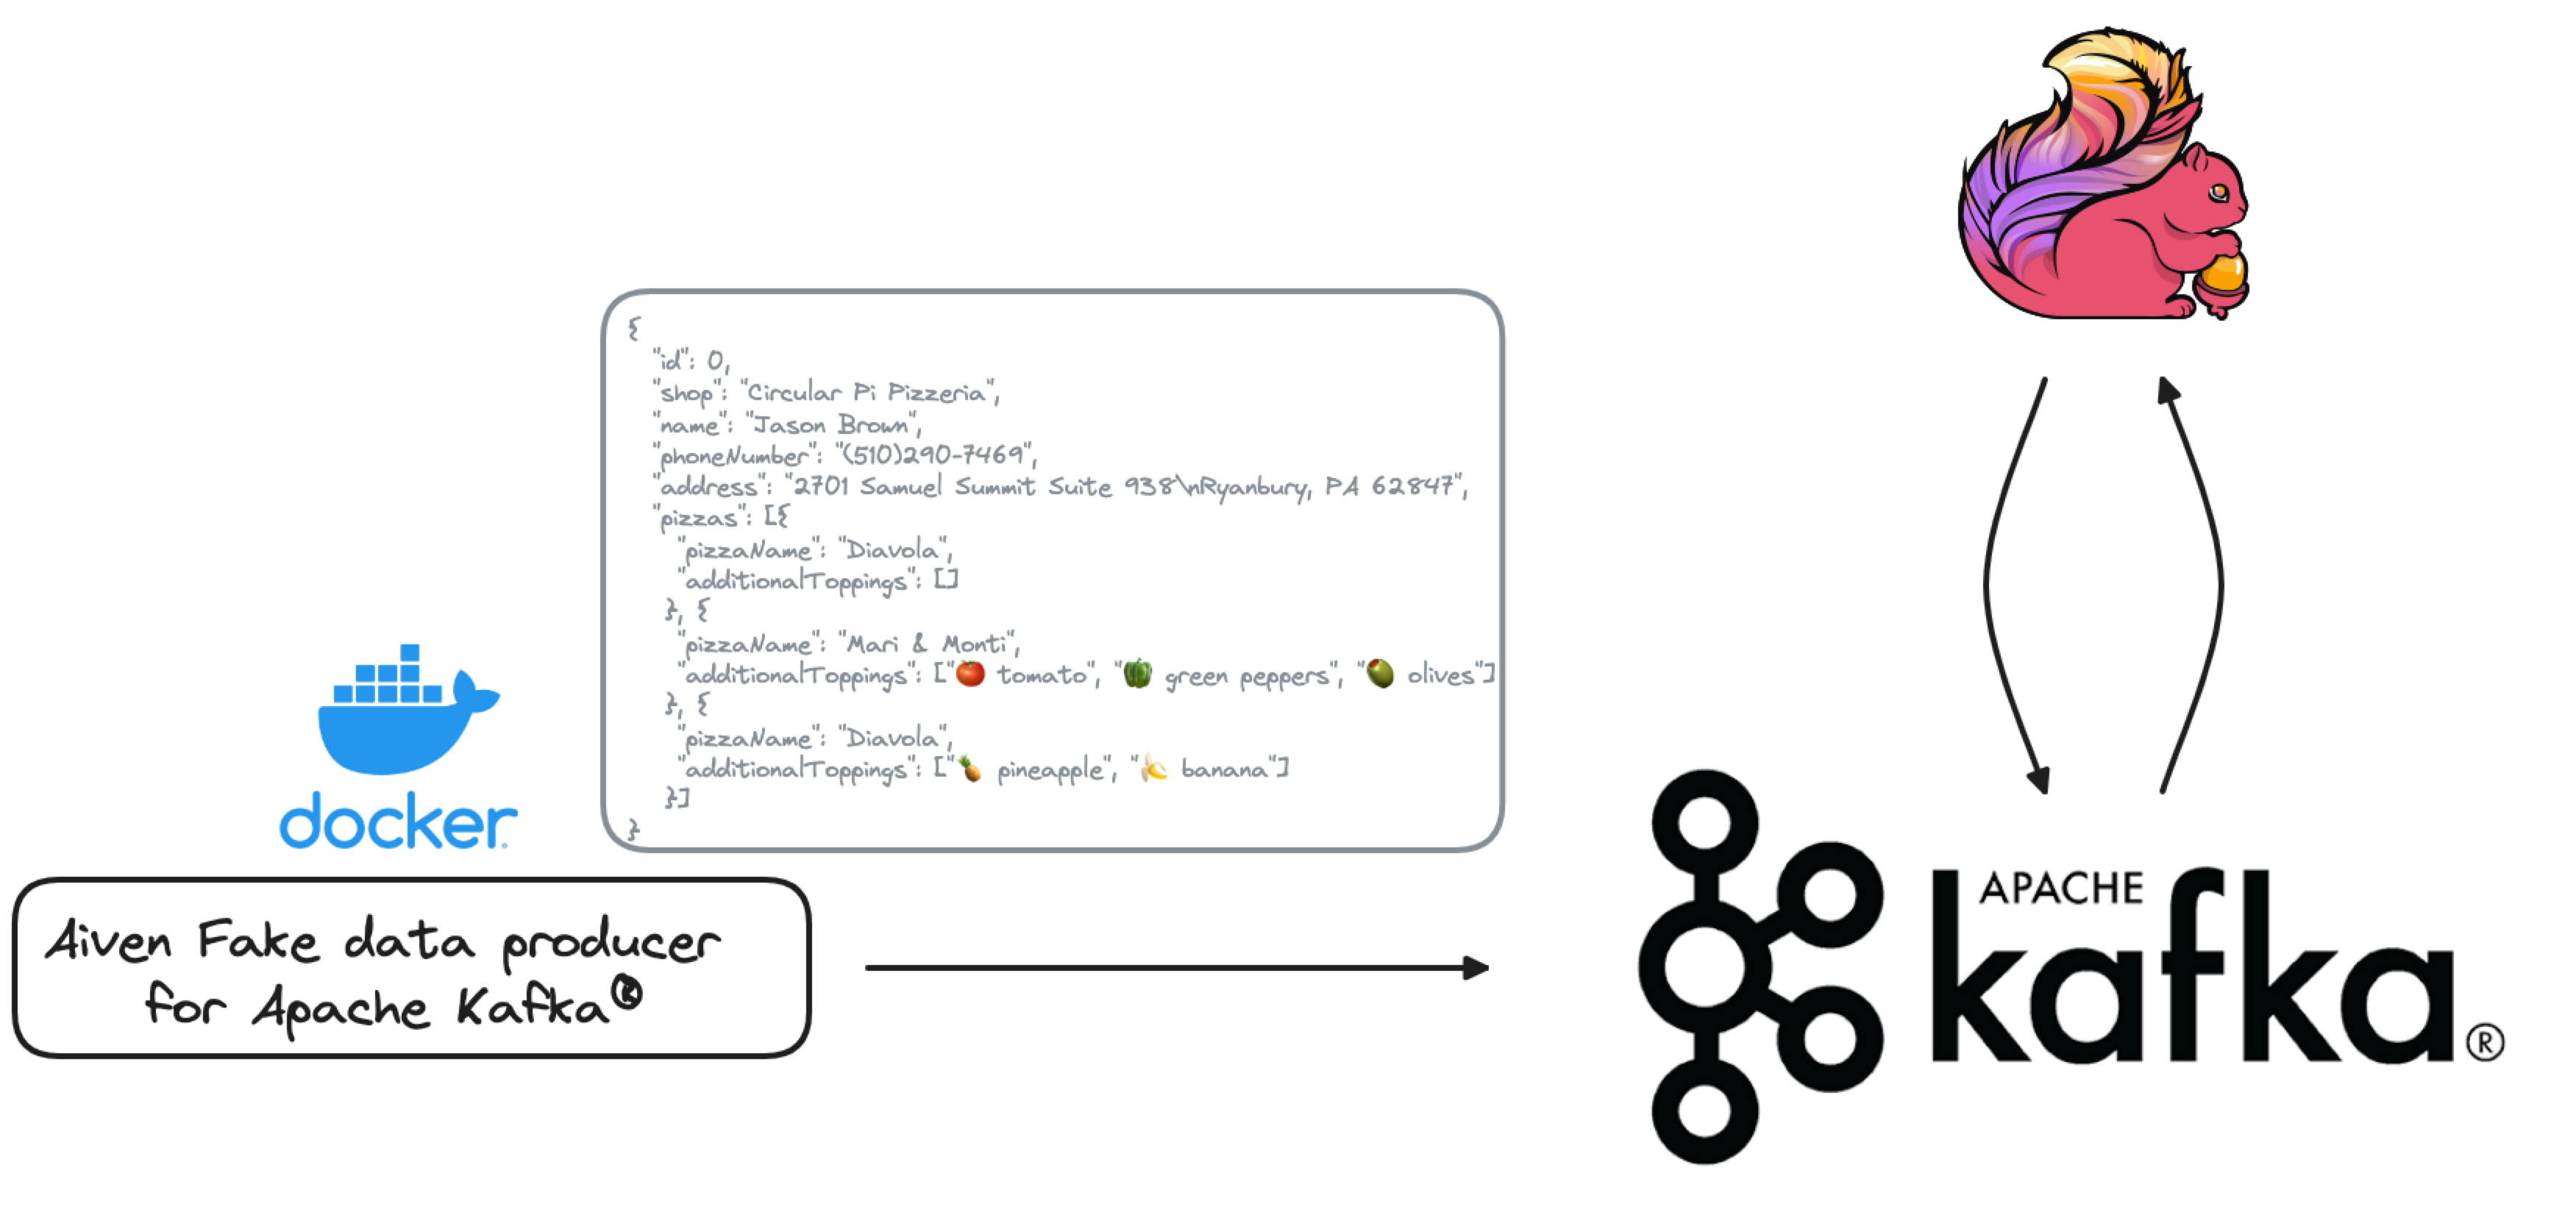 {
"id": 0,
"shop": "Circular Pi Pizzeria",
"name": "Jason Brown",
"phoneNumber": "(510)290-7469",
"address": "2701 Samuel Summit Suite 938\nRyanbury, PA 62847",
"pizzas": [{
"pizzaName": "Diavola",
"additionalToppings": []
}, {
"pizzaName": "Mari & Monti",
"additionalToppings": ["🍅 tomato", "🫑 green peppers", "🫒 olives"]
}, {
"pizzaName": "Diavola",
"additionalToppings": ["🍍 pineapple", "🍌 banana"]
}]
}
docker
Aiven Fake data producer
for Apache Kafka®
APACHE
kafka®